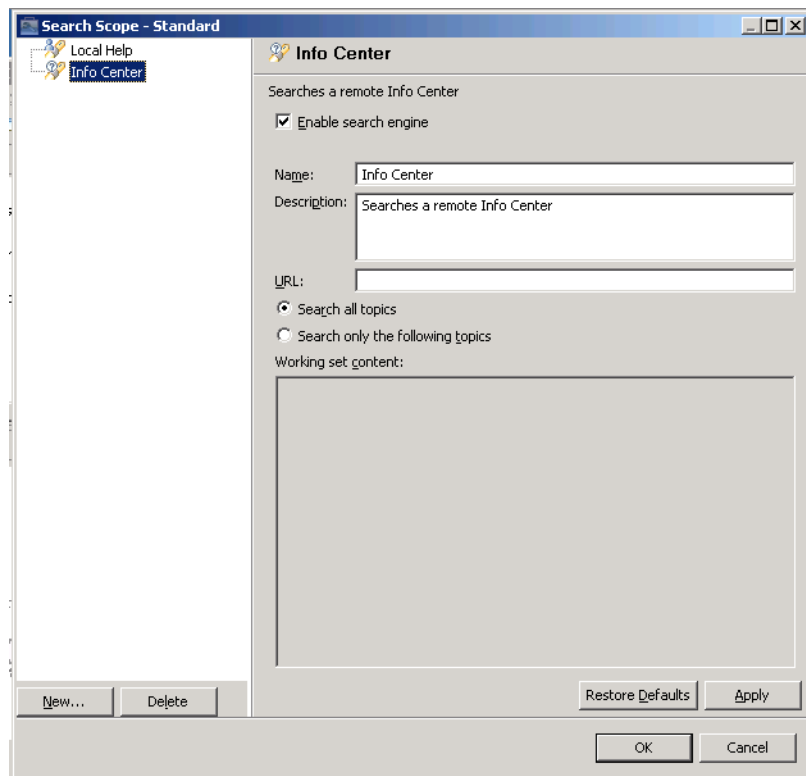 Search Scope - Standard
Local Help
Info Center
Info Center
Searches a remote Info Center
Enable search engine
Name: Info Center
Description: Searches a remote Info Center
URL:
Search all topics
Search only the following topics
Working set content:
New... Delete
Restore Defaults Apply
OK Cancel